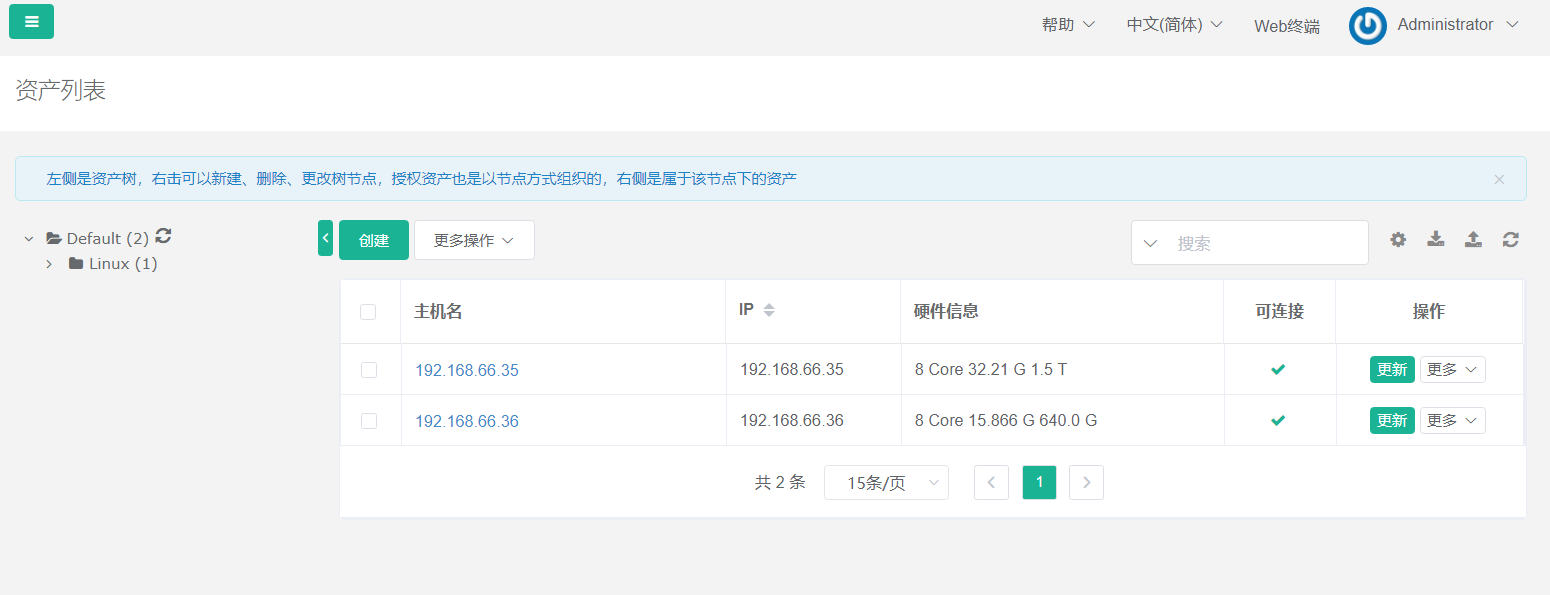 帮助 中文(简体) Web终端 Administrator
资产列表
左侧是资产树，右击可以新建、删除、更改树节点，授权资产也是以节点方式组织的，右侧是属于该节点下的资产
Default (2)
Linux (1)
创建 更多操作 搜索
主机名 IP 硬件信息 可连接 操作
192.168.66.35 192.168.66.35 8 Core 32.21 G 1.5 T 更新 更多
192.168.66.36 192.168.66.36 8 Core 15.866 G 640.0 G 更新 更多
共 2 条 15条/页 1